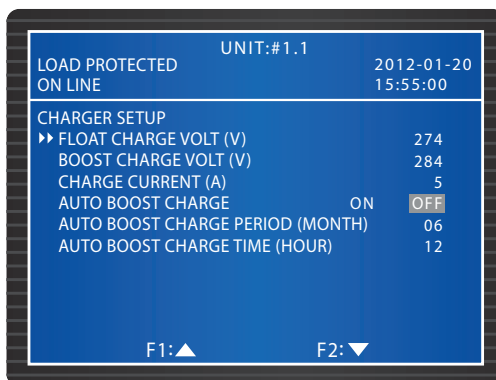 UNIT:#1.1
LOAD PROTECTED 2012-01-20
ON LINE 15:55:00
CHARGER SETUP
FLOAT CHARGE VOLT (V) 274
BOOST CHARGE VOLT (V) 284
CHARGE CURRENT (A) 5
AUTO BOOST CHARGE ON OFF
AUTO BOOST CHARGE PERIOD (MONTH) 06
AUTO BOOST CHARGE TIME (HOUR) 12
F1:▲ F2:▼